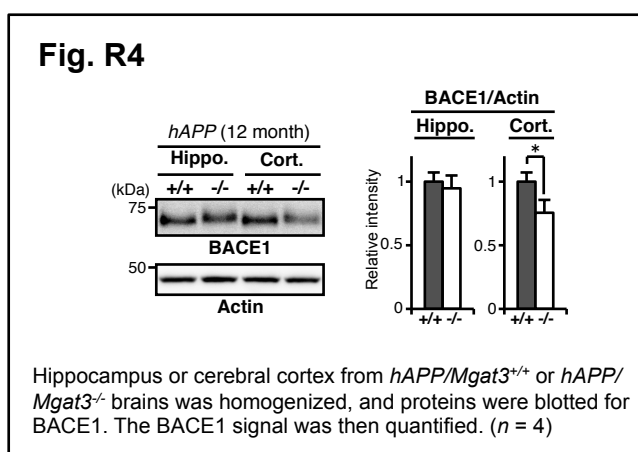 Fig. R4
hAPP (12 month)
Hippo. Cort.
(kDa) +/+ -/- +/+ -/-
75
BACE1
50
Actin
BACE1/Actin
Hippo. Cort.
*
Relative intensity
1 1
0.5 0.5
0 0
+/+ -/- +/+ -/-
Hippocampus or cerebral cortex from hAPP/Mgat3+/+ or hAPP/
Mgat3-/- brains was homogenized, and proteins were blotted for
BACE1. The BACE1 signal was then quantified. (n = 4)